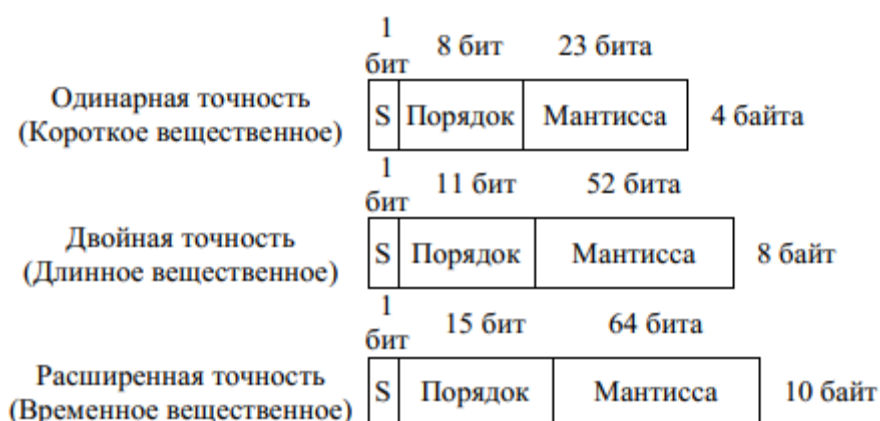 1
бит
8 бит
23 бита
Одинарная точность
(Короткое вещественное)
S
Порядок
Мантисса
4 байта
1
бит
11 бит
52 бита
Двойная точность
(Длинное вещественное)
S
Порядок
Мантисса
8 байт
1
бит
15 бит
64 бита
Расширенная точность
(Временное вещественное)
S
Порядок
Мантисса
10 байт